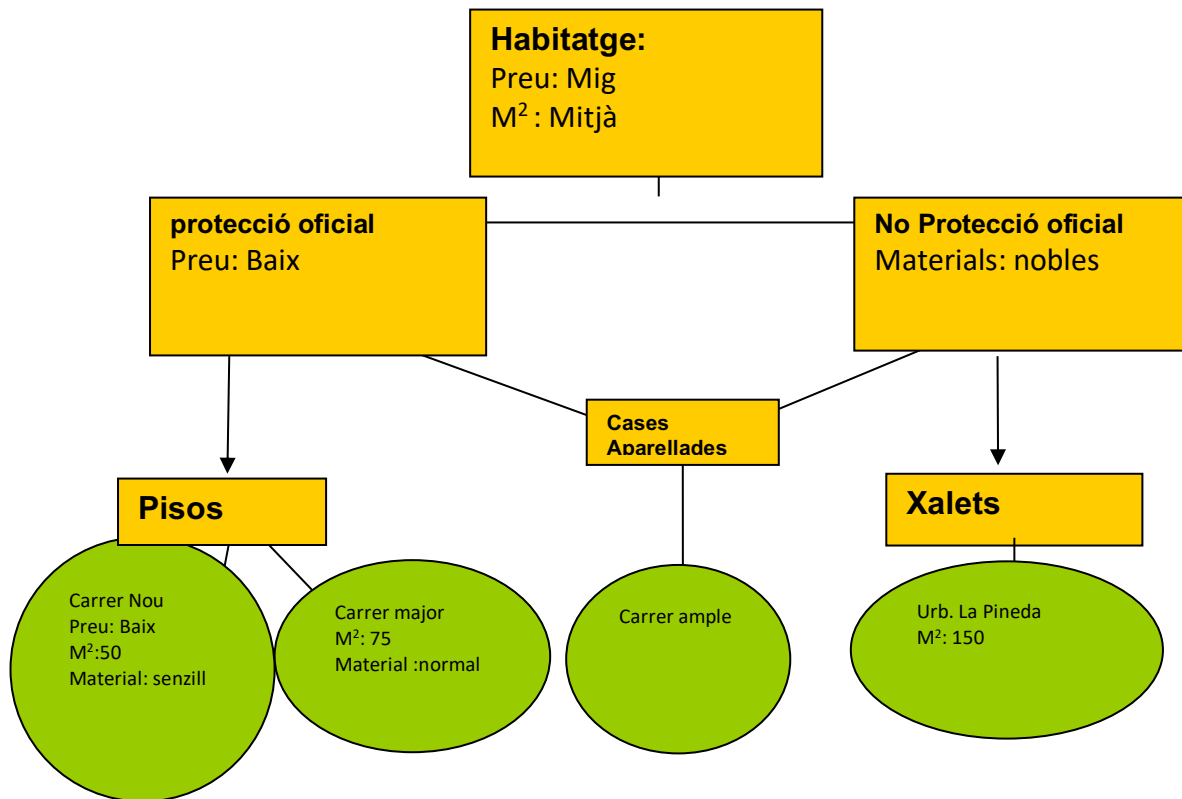 Habitatge:
Preu: Mig
M² : Mitjà
protecció oficial
Preu: Baix
No Protecció oficial
Materials: nobles
Cases
Aparellades
Pisos
Xalets
Carrer Nou
Preu: Baix
M²:50
Material: senzill
Carrer major
M²: 75
Material :normal
Carrer ample
Urb. La Pineda
M²: 150